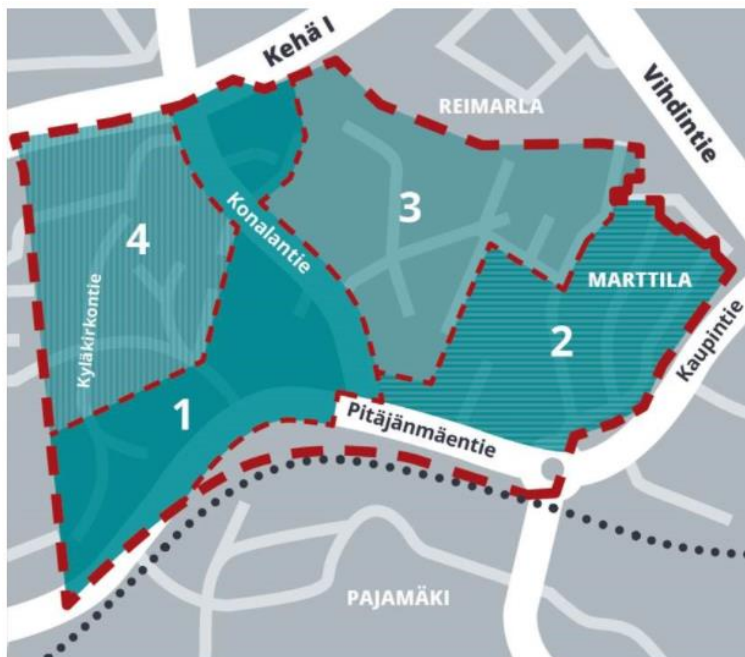 Kehä I
Vihdintie
REIMARLA
3
Konalantie
4
MARTTILA
Kyläkirkontie
2
Kaupintie
1
Pitäjänmäentie
PAJAMÄKI